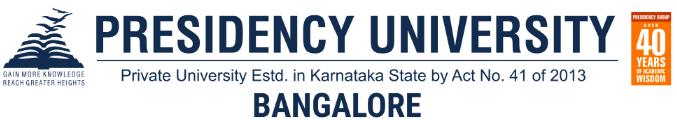 PRESIDENCY UNIVERSITY
Private University Estd. in Karnataka State by Act No. 41 of 2013
BANGALORE
GAIN MORE KNOWLEDGE
REACH GREATER HEIGHTS
PRESIDENCY GROUP
OVER
40
YEARS
OF ACADEMIC
WISDOM